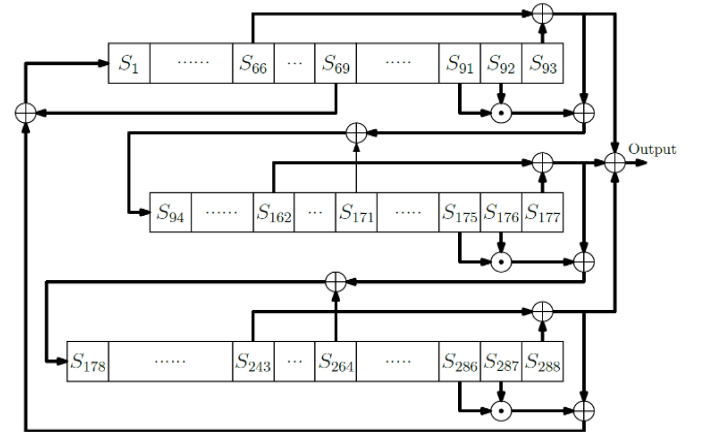 S1 ...... S66 ... S69 ..... S91 S92 S93
Output
S94 ...... S162 ... S171 ..... S175 S176 S177
S178 ...... S243 ... S264 ..... S286 S287 S288